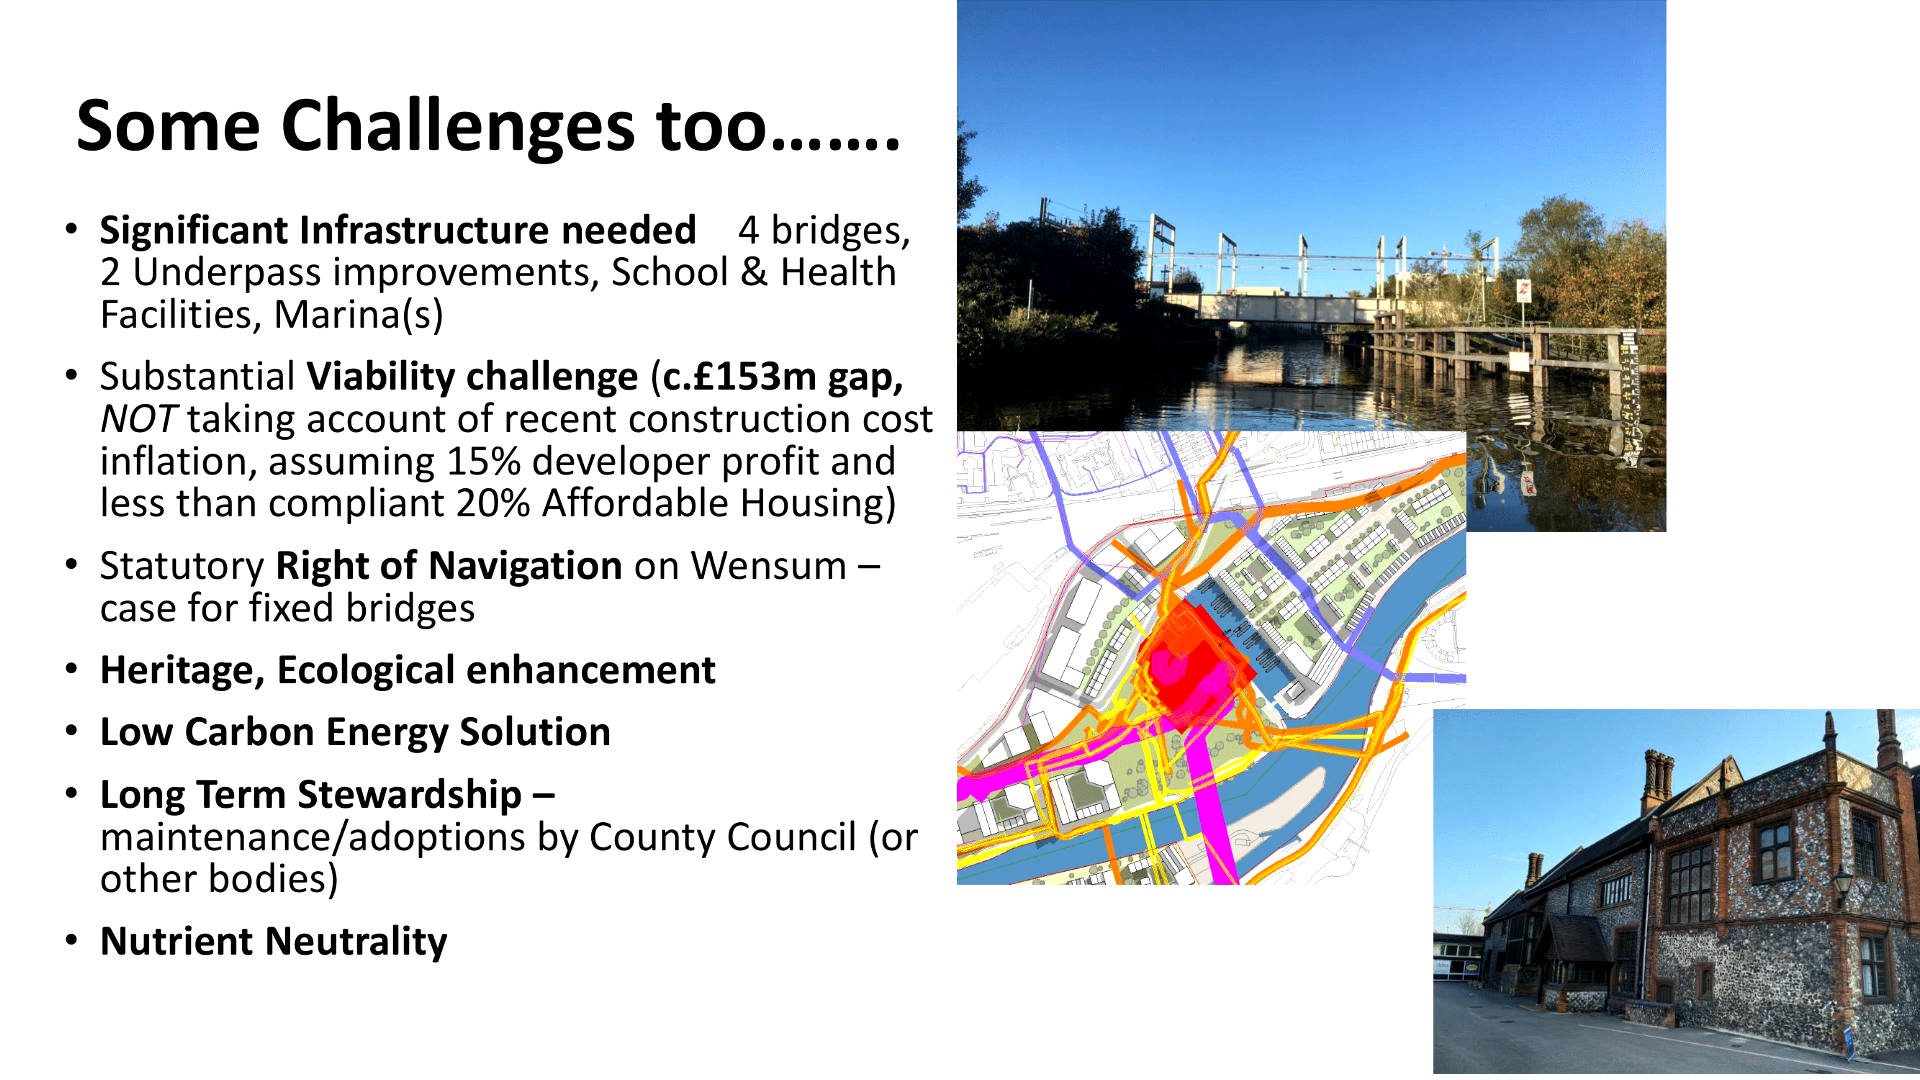 Some Challenges too…….
• Significant Infrastructure needed    4 bridges,
2 Underpass improvements, School & Health
Facilities, Marina(s)
• Substantial Viability challenge (c.£153m gap,
NOT taking account of recent construction cost
inflation, assuming 15% developer profit and
less than compliant 20% Affordable Housing)
• Statutory Right of Navigation on Wensum –
case for fixed bridges
• Heritage, Ecological enhancement
• Low Carbon Energy Solution
• Long Term Stewardship –
maintenance/adoptions by County Council (or
other bodies)
• Nutrient Neutrality